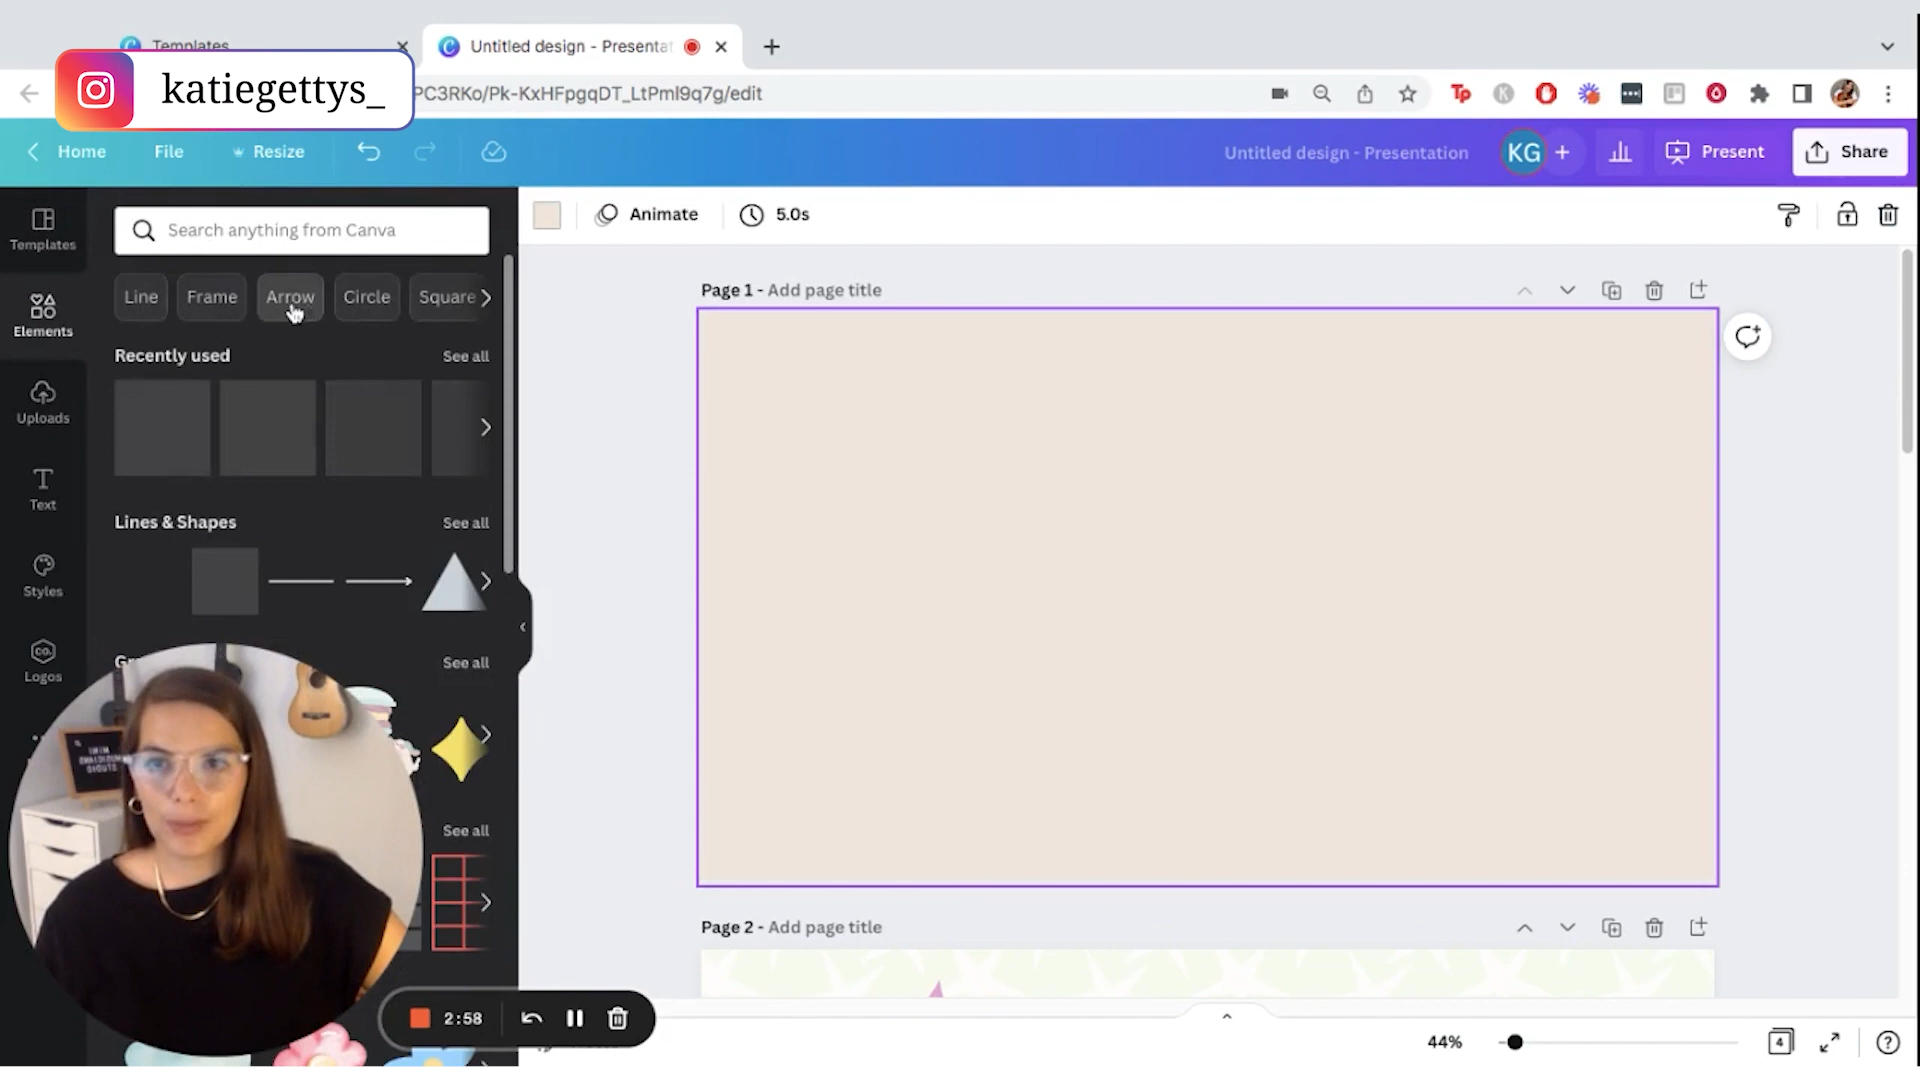 Templates
Untitled design - Presentat
katiegettys_
PC3RKo/Pk-KxHFpgqDT_LtPml9q7g/edit
Tp
K
Home
File
Resize
Untitled design - Presentation
KG
+
Present
Share
Templates
Elements
Uploads
Text
Styles
CO.
Logos
Search anything from Canva
Line
Frame
Arrow
Circle
Square
Recently used
See all
Lines & Shapes
See all
See all
See all
Animate
5.0s
Page 1 - Add page title
Page 2 - Add page title
2:58
44%
4
?